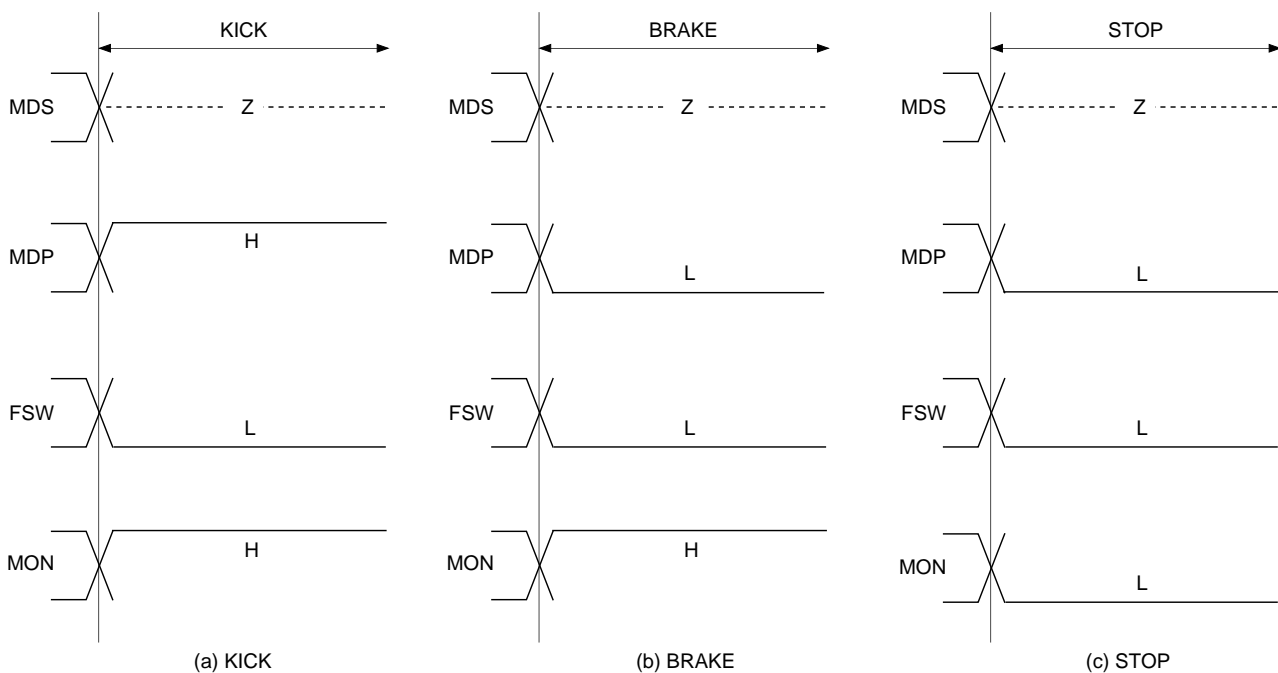 KICK
MDS
Z
MDP
H
FSW
L
MON
H
(a) KICK
BRAKE
MDS
Z
MDP
L
FSW
L
MON
H
(b) BRAKE
STOP
MDS
Z
MDP
L
FSW
L
MON
L
(c) STOP